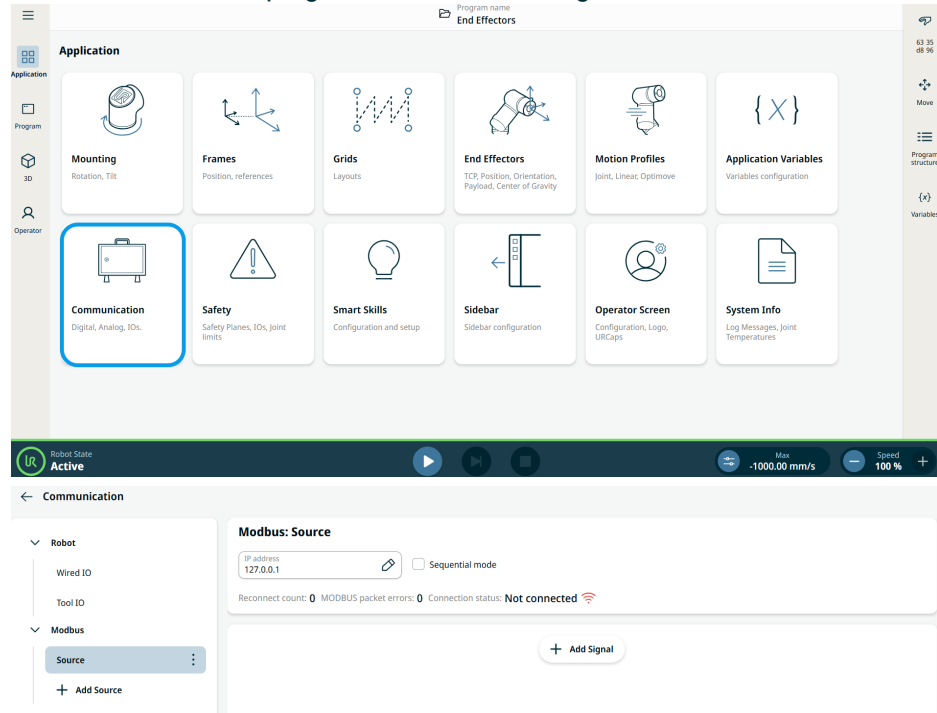 Program name
End Effectors
63 35
d8 96
Application
Application
Program
3D
Operator
Move
Program
structure
{x}
Variables
Mounting
Rotation, Tilt
Frames
Position, references
Grids
Layouts
End Effectors
TCP, Position, Orientation,
Payload, Center of Gravity
Motion Profiles
Joint, Linear, Optimove
Application Variables
Variables configuration
Communication
Digital, Analog, IOs.
Safety
Safety Planes, IOs, Joint
limits
Smart Skills
Configuration and setup
Sidebar
Sidebar configuration
Operator Screen
Configuration, Logo,
URCaps
System Info
Log Messages, Joint
Temperatures
Robot State
Active
Max
-1000.00 mm/s
Speed
100 %
Communication
Robot
Wired IO
Tool IO
Modbus
Source
+ Add Source
Modbus: Source
IP address
127.0.0.1
Sequential mode
Reconnect count: 0 MODBUS packet errors: 0 Connection status: Not connected
+ Add Signal